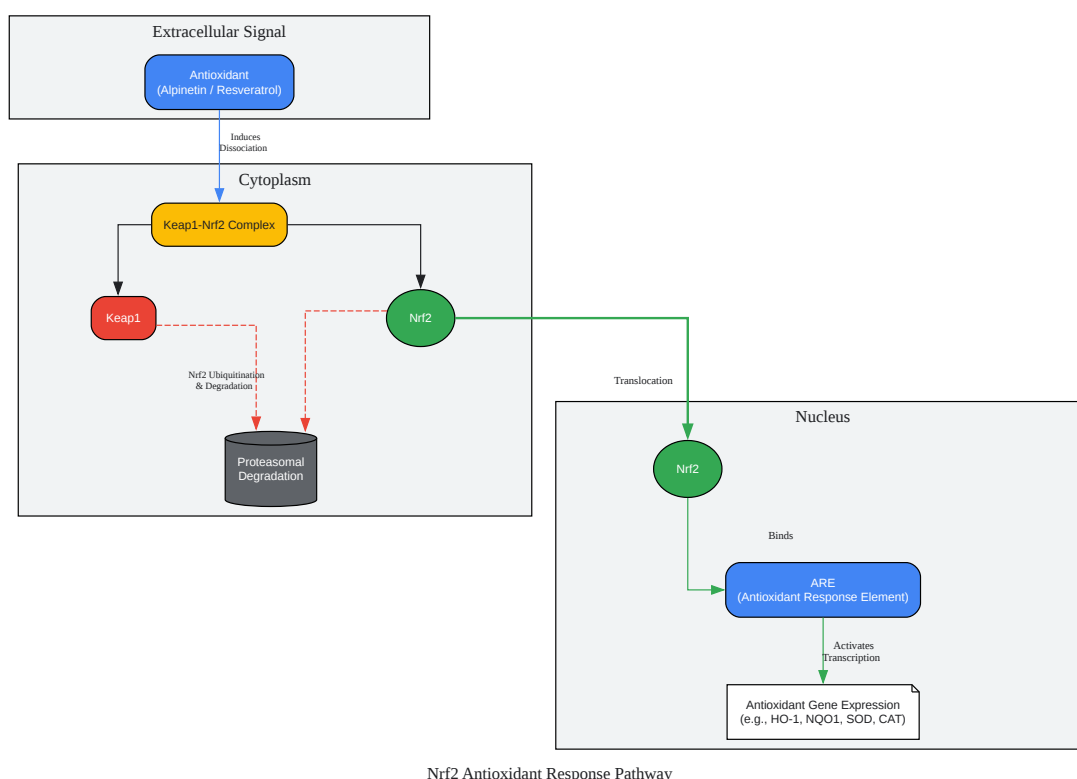 Extracellular Signal
Antioxidant
(Alpinetin / Resveratrol)
Induces
Dissociation
Cytoplasm
Keap1-Nrf2 Complex
Keap1
Nrf2
Nrf2 Ubiquitination
& Degradation
Proteasomal
Degradation
Translocation
Nucleus
Nrf2
Binds
ARE
(Antioxidant Response Element)
Activates
Transcription
Antioxidant Gene Expression
(e.g., HO-1, NQO1, SOD, CAT)
Nrf2 Antioxidant Response Pathway